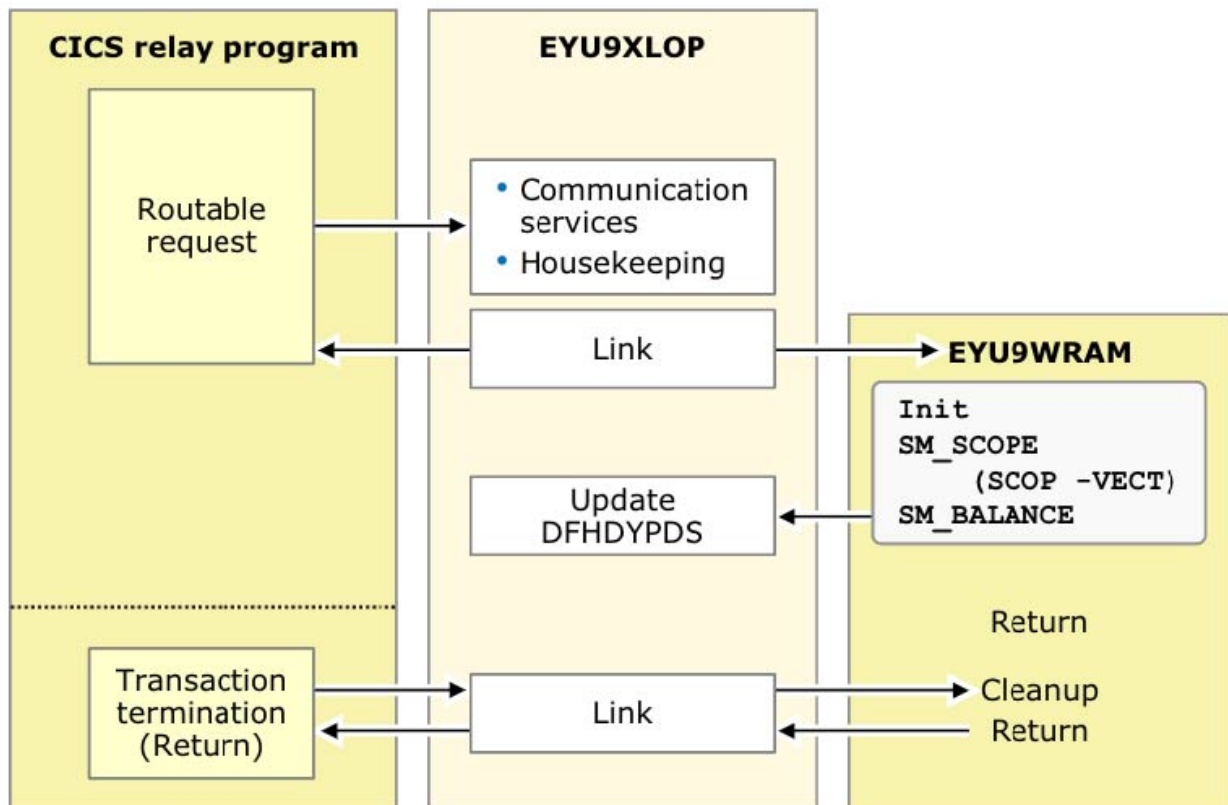 CICS relay program
EYU9XLOP
Routable
request
• Communication
services
• Housekeeping
Link
EYU9WRAM
Init
SM_SCOPE
(SCOP -VECT)
SM_BALANCE
Update
DFHDYPDS
Return
Transaction
termination
(Return)
Link
Cleanup
Return